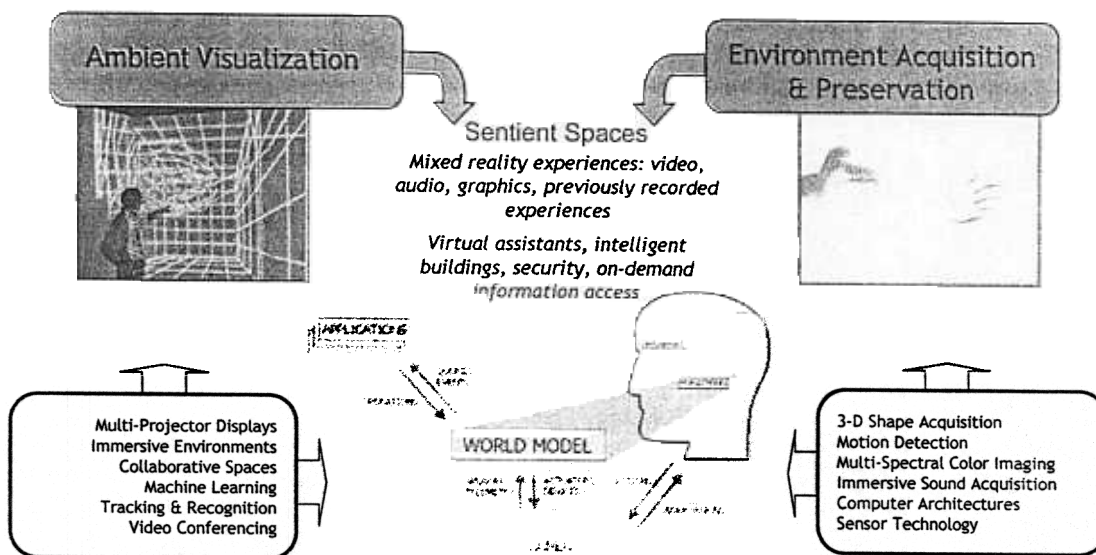 Ambient Visualization
Environment Acquisition
& Preservation
Sentient Spaces
Mixed reality experiences: video,
audio, graphics, previously recorded
experiences
Virtual assistants, intelligent
buildings, security, on-demand
information access
APPLICATIONS
WORLD MODEL
Multi-Projector Displays
Immersive Environments
Collaborative Spaces
Machine Learning
Tracking & Recognition
Video Conferencing
3-D Shape Acquisition
Motion Detection
Multi-Spectral Color Imaging
Immersive Sound Acquisition
Computer Architectures
Sensor Technology